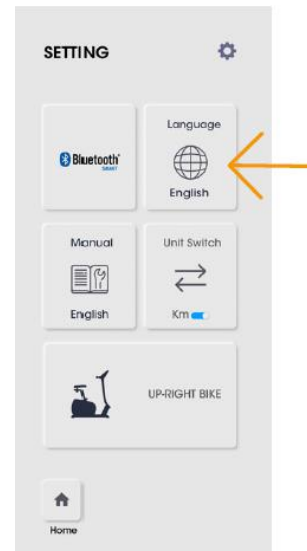 SETTING
Bluetooth
SMART
Language
English
Manual
English
Unit Switch
Km
UP-RIGHT BIKE
Home